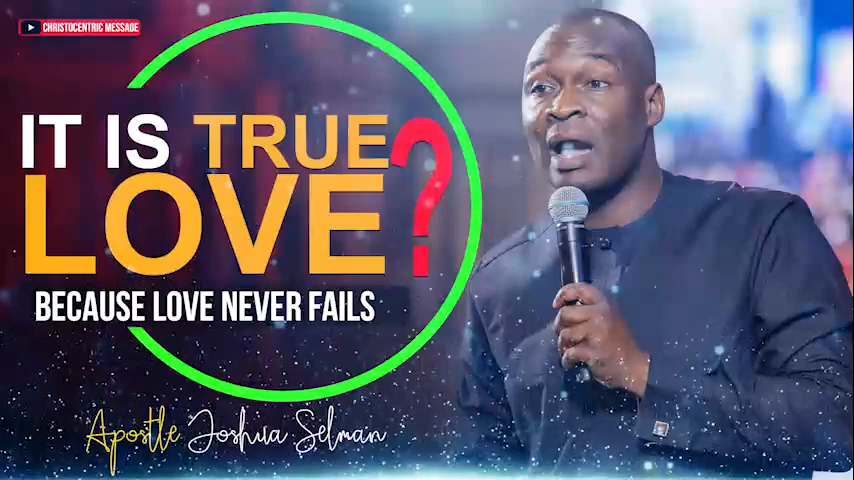 CHRISTOCENTRIC MESSAGE
IT IS TRUE
LOVE?
BECAUSE LOVE NEVER FAILS
Apostle Joshua Selman